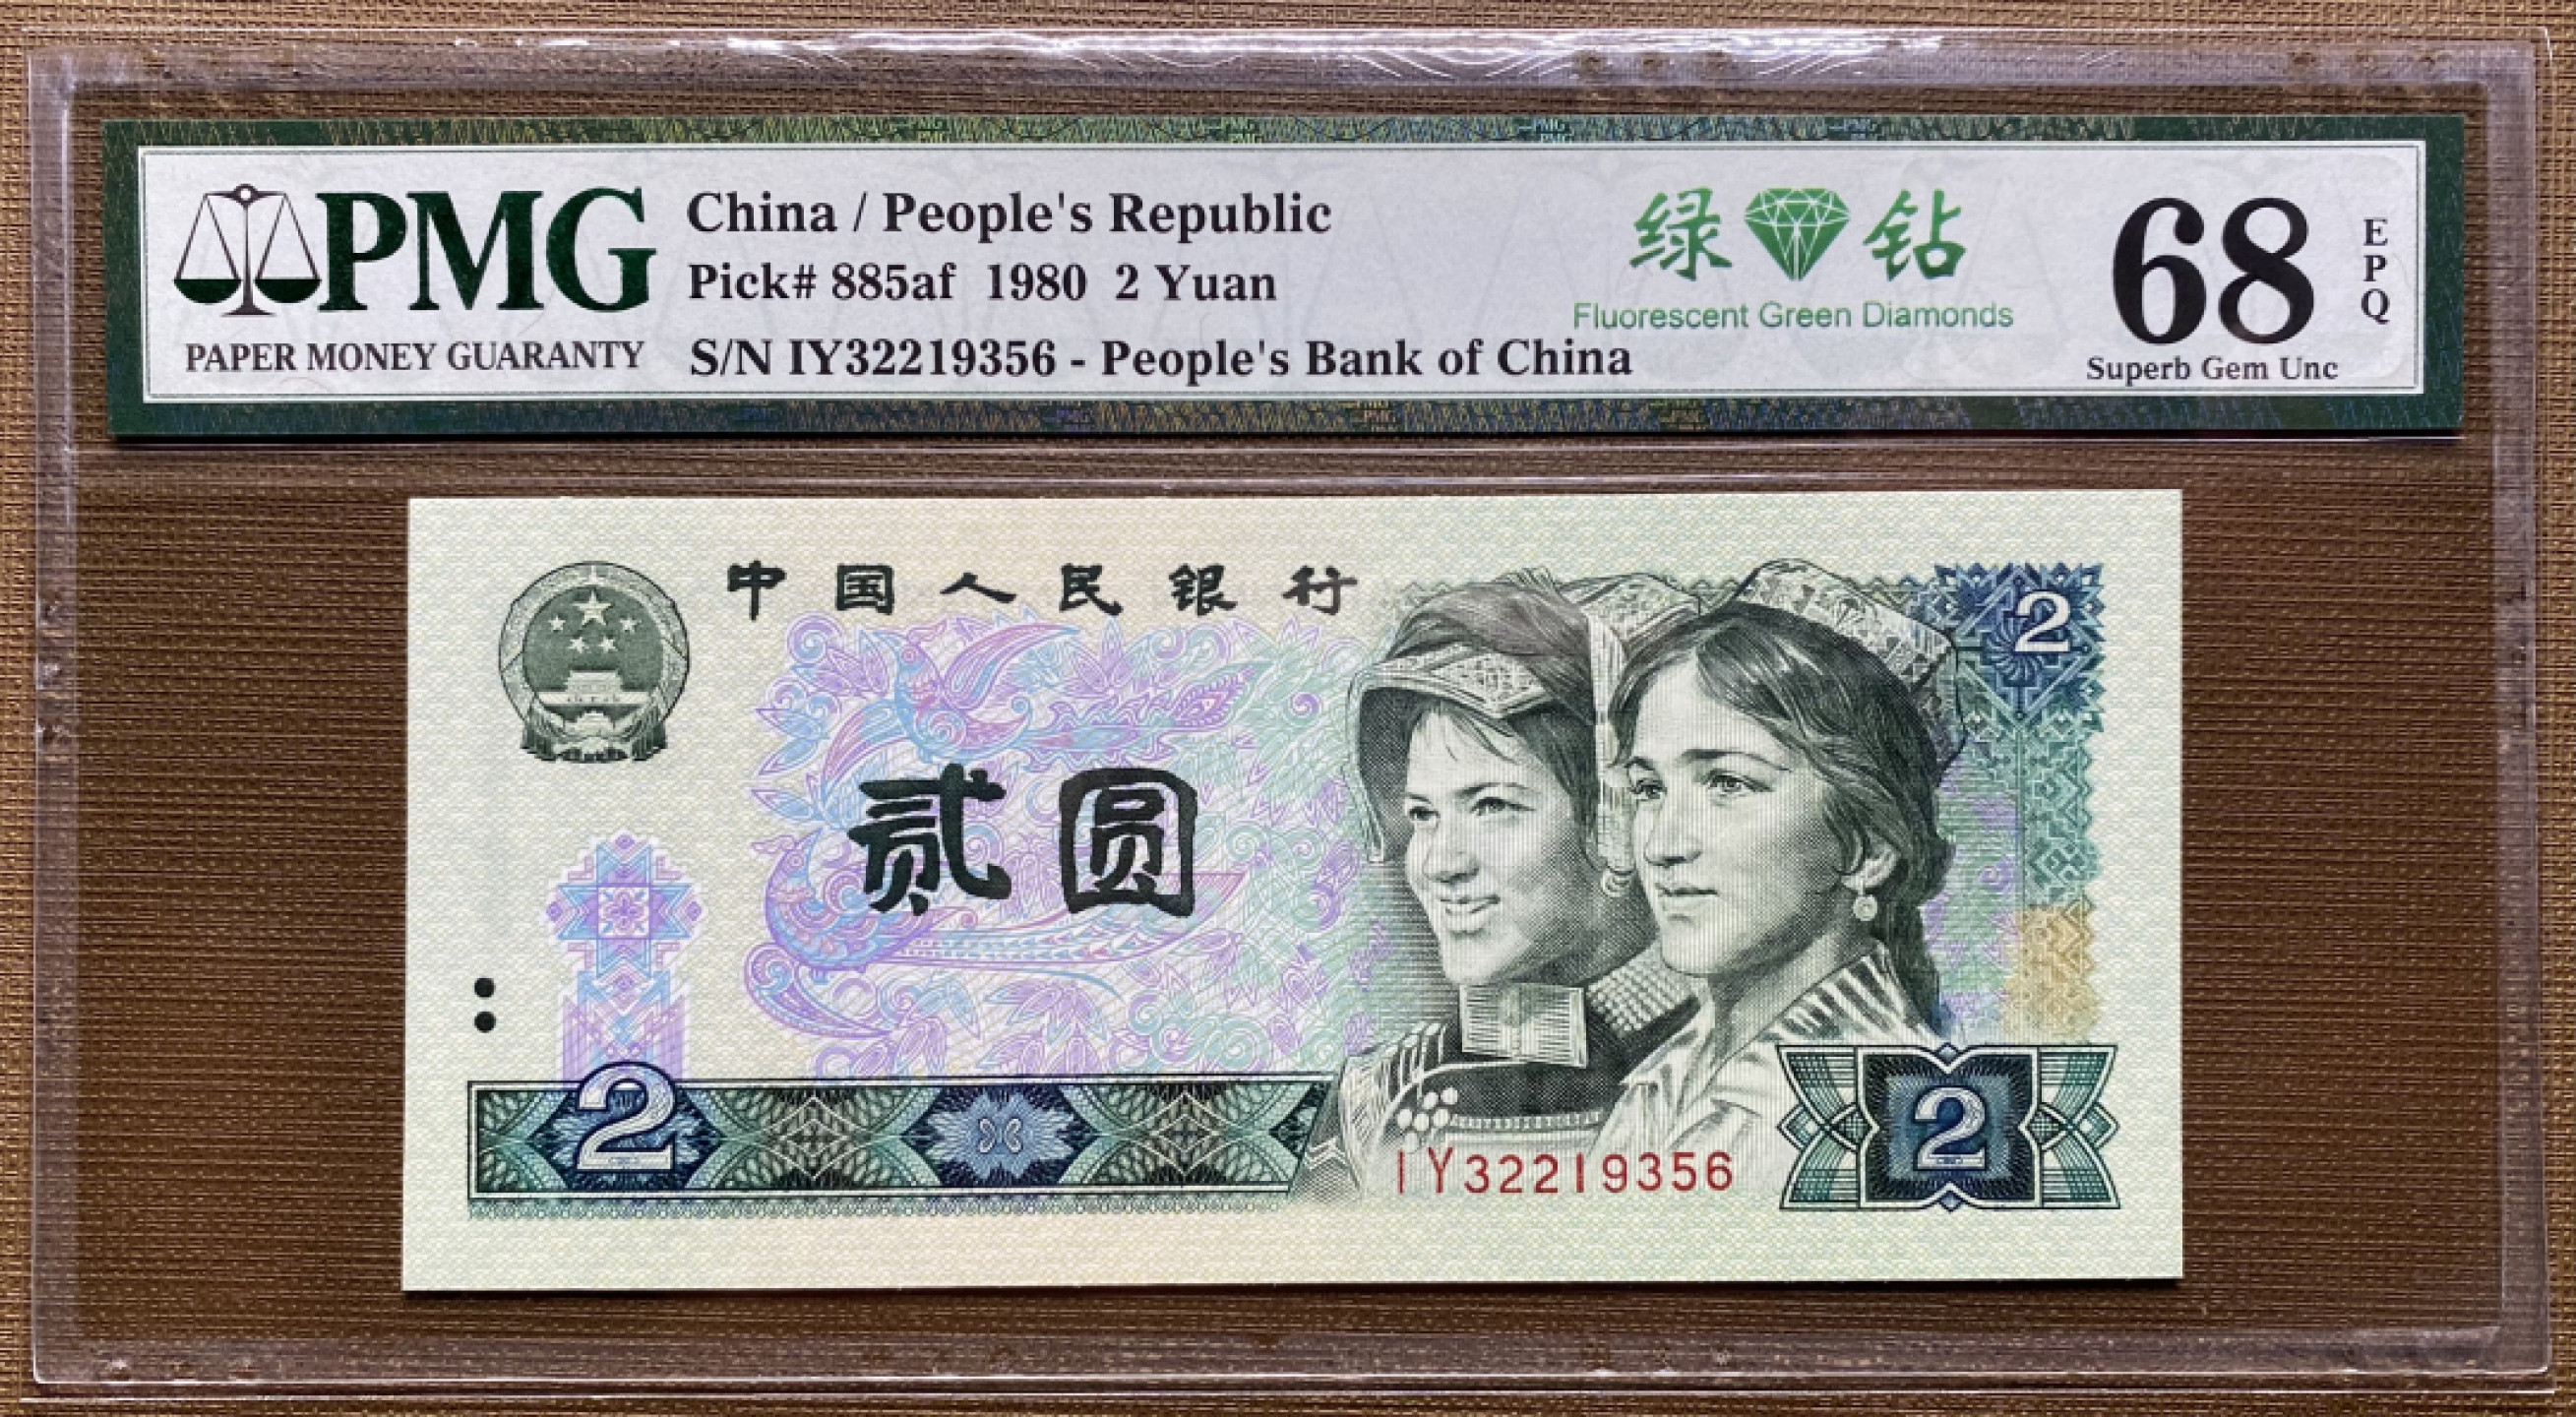 PMG
PAPER MONEY GUARANTY
China / People's Republic
Pick# 885af 1980 2 Yuan
S/N IY32219356 - People's Bank of China
绿 钻
Fluorescent Green Diamonds
68
EPQ
Superb Gem Unc
中国人民银行
2
贰圆
2
IY32219356
2